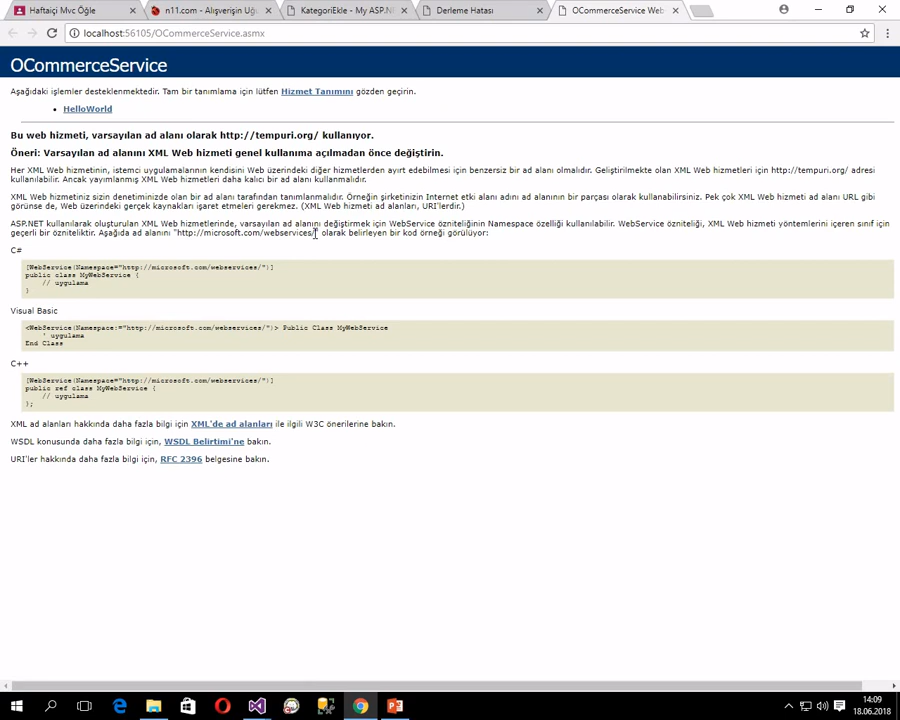 Haftaiçi Mvc Öğle
n11.com - Alışverişin Uğu
KategoriEkle - My ASP.N
Derleme Hatası
OCommerceService Web
localhost:56105/OCommerceService.asmx
OCommerceService
Aşağıdaki işlemler desteklenmektedir. Tam bir tanımlama için lütfen Hizmet Tanımını gözden geçirin.
HelloWorld
Bu web hizmeti, varsayılan ad alanı olarak http://tempuri.org/ kullanıyor.
Öneri: Varsayılan ad alanını XML Web hizmeti genel kullanıma açılmadan önce değiştirin.
Her XML Web hizmetinin, istemci uygulamalarının kendisini Web üzerindeki diğer hizmetlerden ayırt edebilmesi için benzersiz bir ad alanı olmalıdır. Geliştirilmekte olan XML Web hizmetleri için http://tempuri.org/ adresi
kullanılabilir. Ancak yayımlanmış XML Web hizmetleri daha kalıcı bir ad alanı kullanmalıdır.
XML Web hizmetiniz sizin denetiminizde olan bir ad alanı tarafından tanımlanmalıdır. Örneğin şirketinizin Internet etki alanı adını ad alanının bir parçası olarak kullanabilirsiniz. Pek çok XML Web hizmeti ad alanı URL gibi
görünse de, Web üzerindeki gerçek kaynakları işaret etmeleri gerekmez. (XML Web hizmeti ad alanları, URI'lerdir.)
ASP.NET kullanılarak oluşturulan XML Web hizmetlerinde, varsayılan ad alanını değiştirmek için WebService özniteliğinin Namespace özelliği kullanılabilir. WebService özniteliği, XML Web hizmeti yöntemlerini içeren sınıf için
geçerli bir özniteliktir. Aşağıda ad alanını "http://microsoft.com/webservices/" olarak belirleyen bir kod örneği görülüyor:
C#
[WebService(Namespace="http://microsoft.com/webservices/")]
public class MyWebService {
// uygulama
}
Visual Basic
<WebService(Namespace:="http://microsoft.com/webservices/")> Public Class MyWebService
' uygulama
End Class
C++
[WebService(Namespace="http://microsoft.com/webservices/")]
public ref class MyWebService {
// uygulama
};
XML ad alanları hakkında daha fazla bilgi için XML'de ad alanları ile ilgili W3C önerilerine bakın.
WSDL konusunda daha fazla bilgi için, WSDL Belirtimi'ne bakın.
URI'ler hakkında daha fazla bilgi için, RFC 2396 belgesine bakın.
14:09
18.06.2018